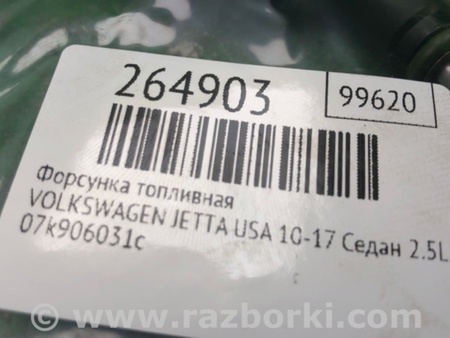 264903
99620
Форсунка топливная
VOLKSWAGEN JETTA USA 10-17 Седан 2.5L
07k906031c
www.razborki.com